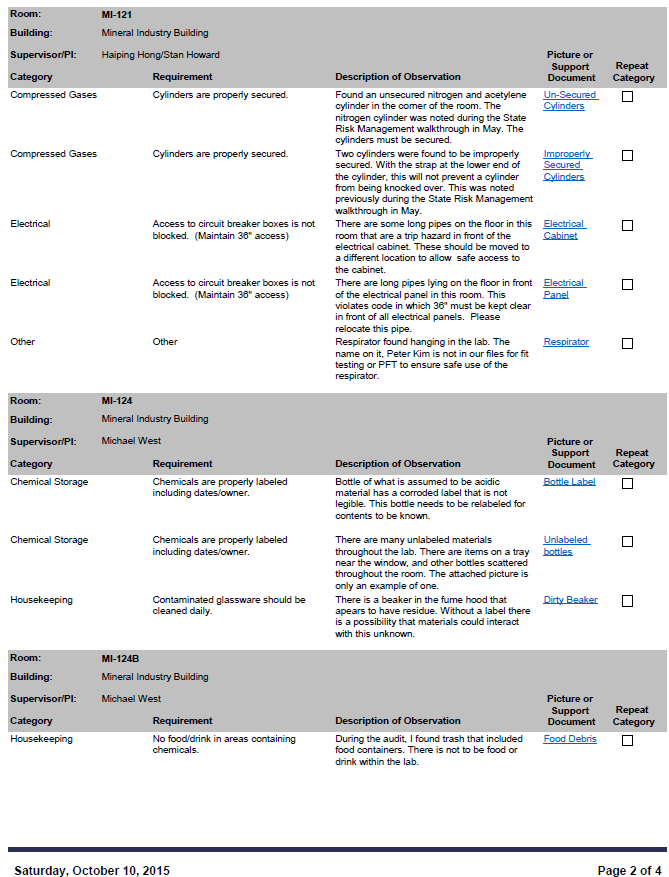 Room: MI-121
Building: Mineral Industry Building
Supervisor/PI: Haiping Hong/Stan Howard
Category Requirement Description of Observation Picture or Support Document Repeat Category
Compressed Gases Cylinders are properly secured. Found an unsecured nitrogen and acetylene Un-Secured
cylinder in the corner of the room. The Cylinders
nitrogen cylinder was noted during the State
Risk Management walkthrough in May. The
cylinders must be secured.
Compressed Gases Cylinders are properly secured. Two cylinders were found to be improperly Improperly
secured. With the strap at the lower end of Secured
the cylinder, this will not prevent a cylinder Cylinders
from being knocked over. This was noted
previously during the State Risk Management
walkthrough in May.
Electrical Access to circuit breaker boxes is not There are some long pipes on the floor in this Electrical
blocked. (Maintain 36" access) room that are a trip hazard in front of the Cabinet
electrical cabinet. These should be moved to
a different location to allow safe access to
the cabinet.
Electrical Access to circuit breaker boxes is not There are long pipes lying on the floor in front Electrical
blocked. (Maintain 36" access) of the electrical panel in this room. This Panel
violates code in which 36" must be kept clear
in front of all electrical panels. Please
relocate this pipe.
Other Other Respirator found hanging in the lab. The Respirator
name on it, Peter Kim is not in our files for fit
testing or PFT to ensure safe use of the
respirator.
Room: MI-124
Building: Mineral Industry Building
Supervisor/PI: Michael West
Category Requirement Description of Observation Picture or Support Document Repeat Category
Chemical Storage Chemicals are properly labeled Bottle of what is assumed to be acidic Bottle Label
including dates/owner. material has a corroded label that is not
legible. This bottle needs to be relabeled for
contents to be known.
Chemical Storage Chemicals are properly labeled There are many unlabeled materials Unlabeled
including dates/owner. throughout the lab. There are items on a tray bottles
near the window, and other bottles scattered
throughout the room. The attached picture is
only an example of one.
Housekeeping Contaminated glassware should be There is a beaker in the fume hood that Dirty Beaker
cleaned daily. apears to have residue. Without a label there
is a possibility that materials could interact
with this unknown.
Room: MI-124B
Building: Mineral Industry Building
Supervisor/PI: Michael West
Category Requirement Description of Observation Picture or Support Document Repeat Category
Housekeeping No food/drink in areas containing During the audit, I found trash that included Food Debris
chemicals. food containers. There is not to be food or
drink within the lab.
Saturday, October 10, 2015 Page 2 of 4